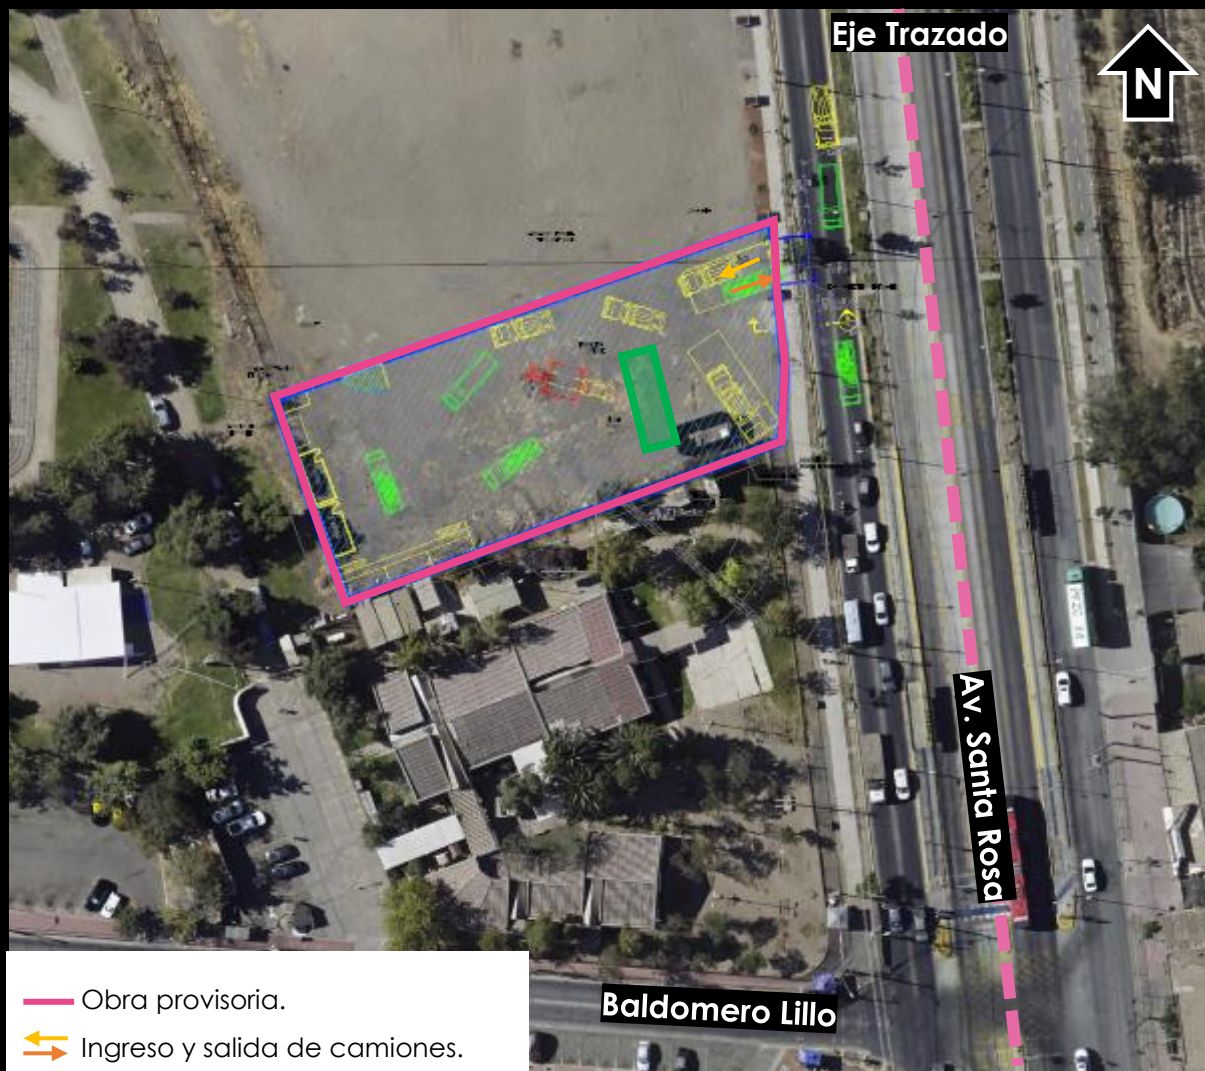 Eje Trazado
N
Av. Santa Rosa
Baldomero Lillo
Obra provisoria.
Ingreso y salida de camiones.